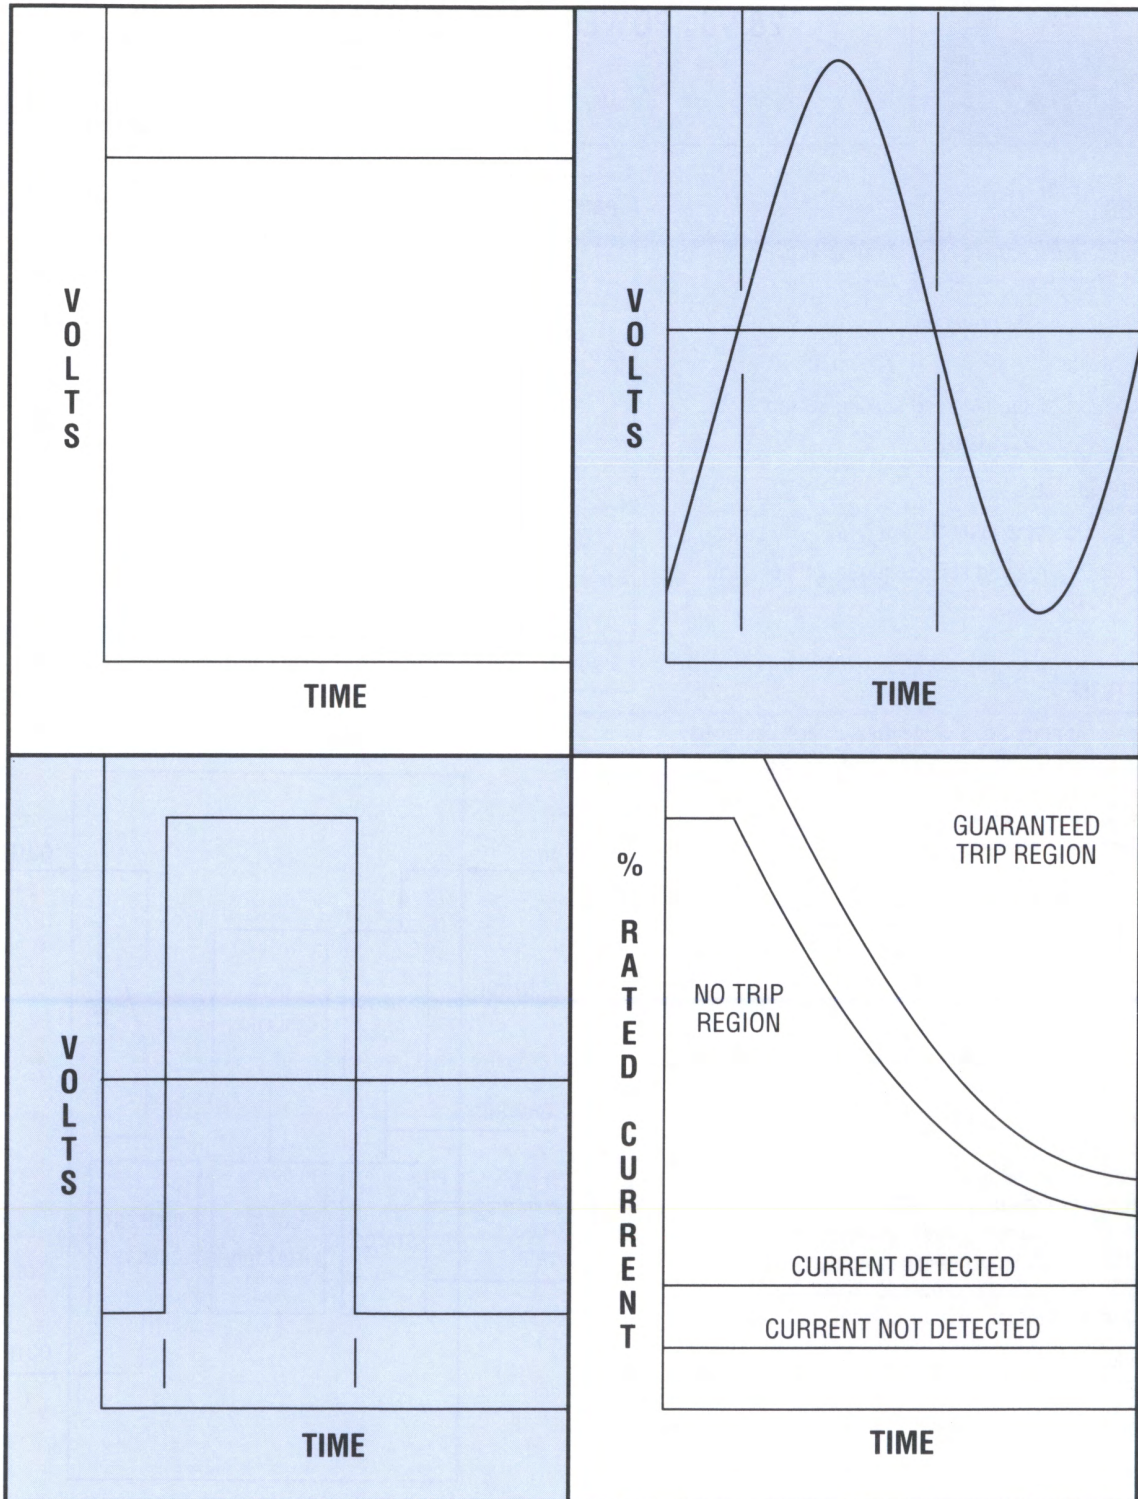 VOLTS
TIME
VOLTS
TIME
VOLTS
TIME
% RATED CURRENT
GUARANTEED
TRIP REGION
NO TRIP
REGION
CURRENT DETECTED
CURRENT NOT DETECTED
TIME